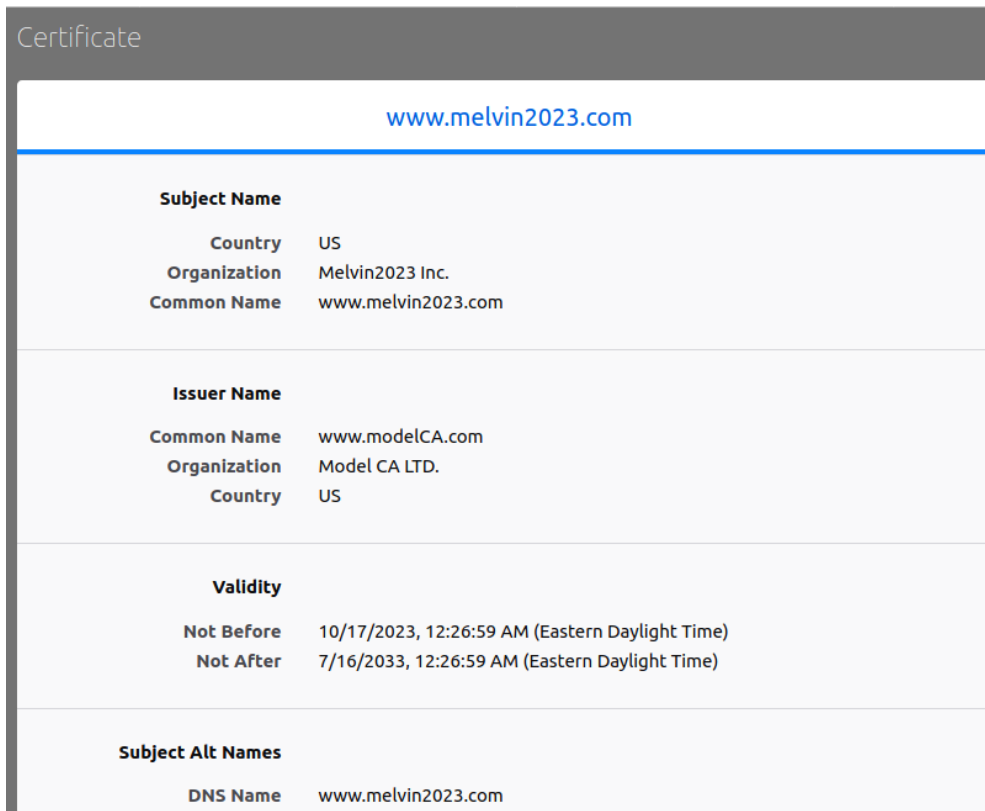 Certificate
www.melvin2023.com
Subject Name
Country US
Organization Melvin2023 Inc.
Common Name www.melvin2023.com
Issuer Name
Common Name www.modelCA.com
Organization Model CA LTD.
Country US
Validity
Not Before 10/17/2023, 12:26:59 AM (Eastern Daylight Time)
Not After 7/16/2033, 12:26:59 AM (Eastern Daylight Time)
Subject Alt Names
DNS Name www.melvin2023.com